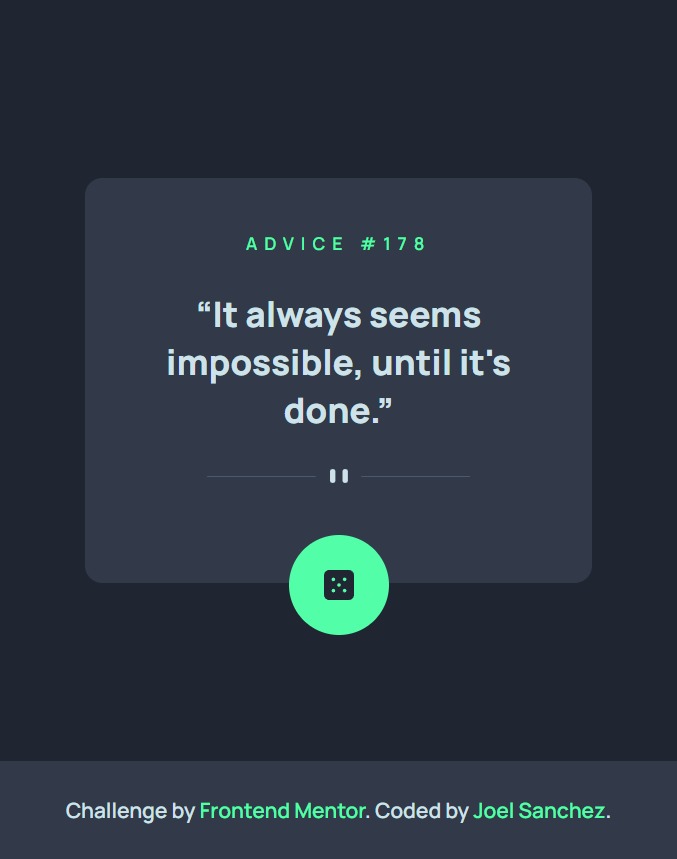 ADVICE #178
“It always seems
impossible, until it's
done.”
Challenge by Frontend Mentor. Coded by Joel Sanchez.